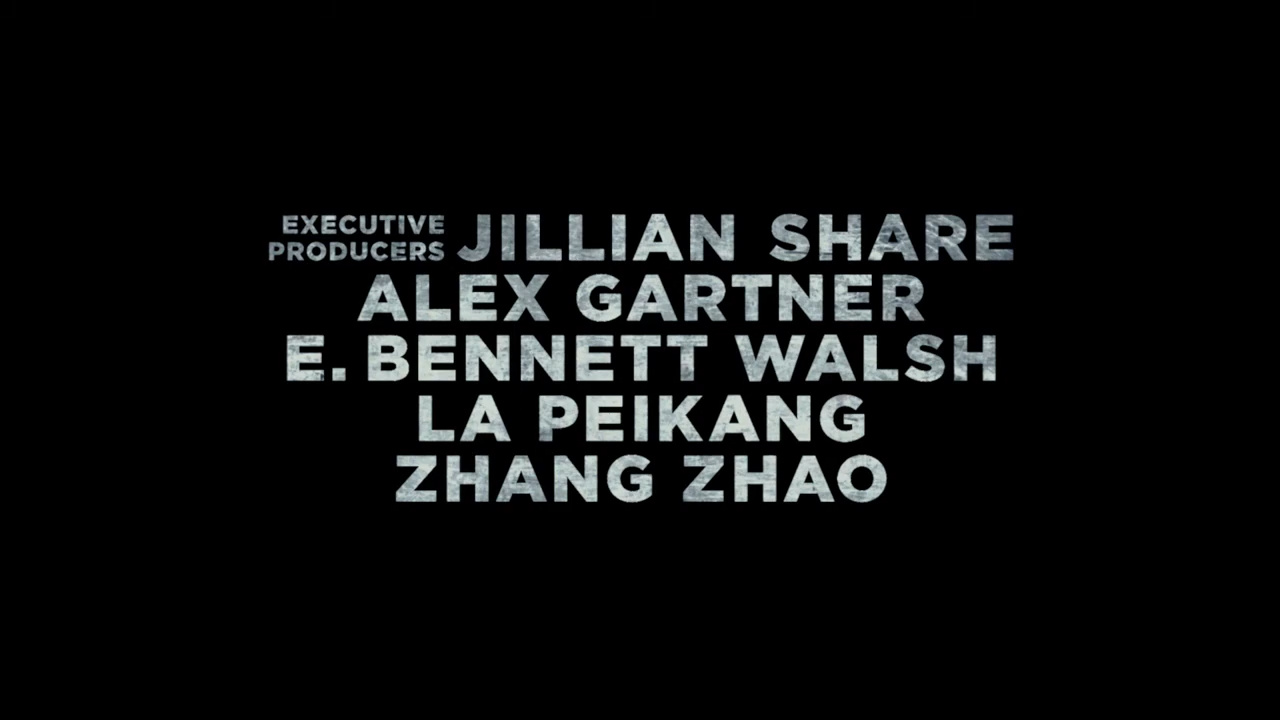 EXECUTIVE
PRODUCERS JILLIAN SHARE
ALEX GARTNER
E. BENNETT WALSH
LA PEIKANG
ZHANG ZHAO